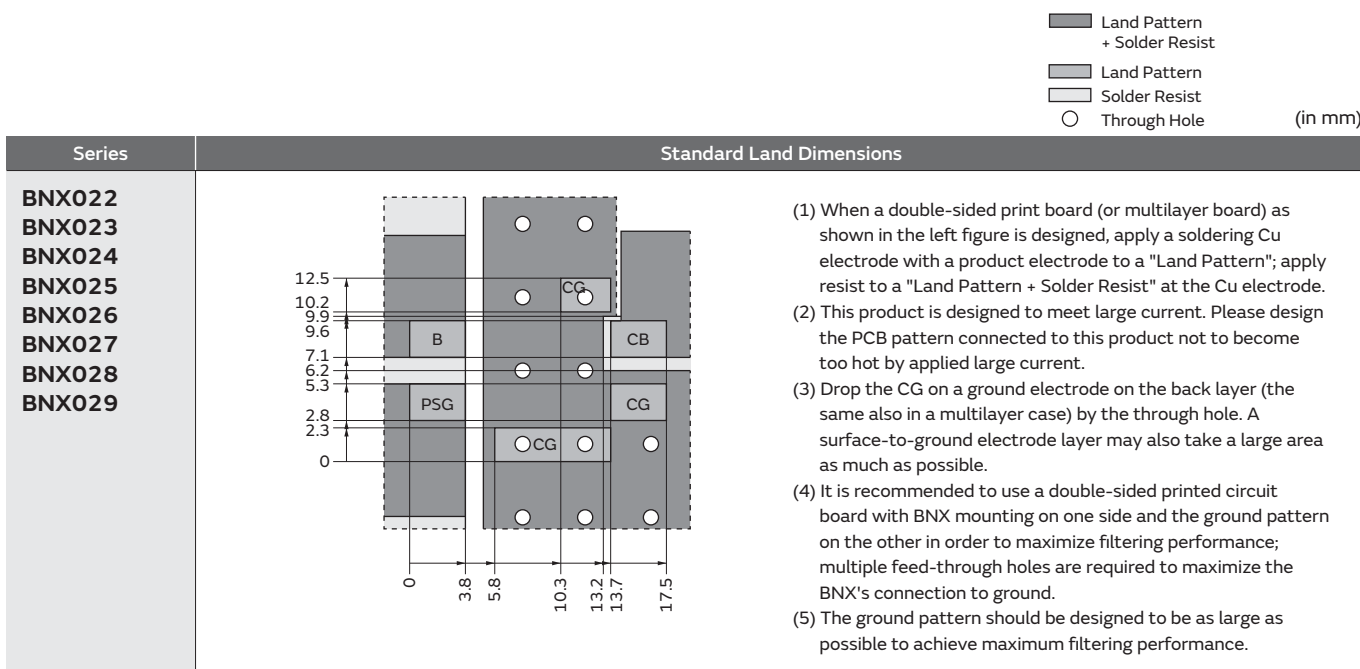 Land Pattern
+ Solder Resist
Land Pattern
Solder Resist
Through Hole
(in mm)
Series
Standard Land Dimensions
BNX022
BNX023
BNX024
BNX025
BNX026
BNX027
BNX028
BNX029
12.5
10.2
9.9
9.6
7.1
6.2
5.3
2.8
2.3
0
CG
B
CB
PSG
CG
CG
0
3.8
5.8
10.3
13.2
13.7
17.5
(1) When a double-sided print board (or multilayer board) as
shown in the left figure is designed, apply a soldering Cu
electrode with a product electrode to a "Land Pattern"; apply
resist to a "Land Pattern + Solder Resist" at the Cu electrode.
(2) This product is designed to meet large current. Please design
the PCB pattern connected to this product not to become
too hot by applied large current.
(3) Drop the CG on a ground electrode on the back layer (the
same also in a multilayer case) by the through hole. A
surface-to-ground electrode layer may also take a large area
as much as possible.
(4) It is recommended to use a double-sided printed circuit
board with BNX mounting on one side and the ground pattern
on the other in order to maximize filtering performance;
multiple feed-through holes are required to maximize the
BNX's connection to ground.
(5) The ground pattern should be designed to be as large as
possible to achieve maximum filtering performance.